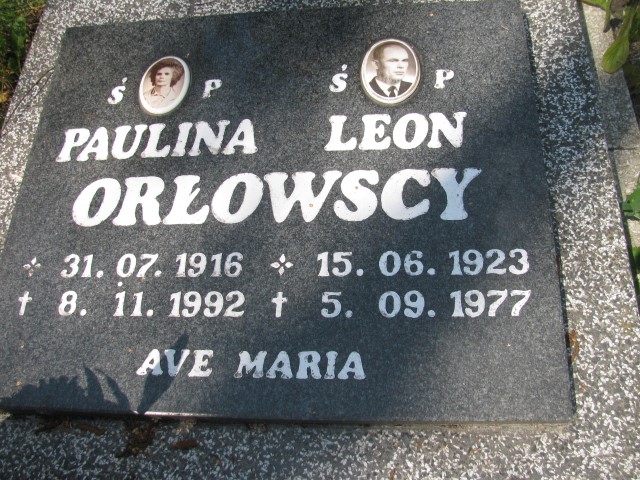 Ś P Ś P
PAULINA LEON
ORŁOWSCY
31. 07. 1916 15. 06. 1923
† 8. 11. 1992 † 5. 09. 1977
AVE MARIA